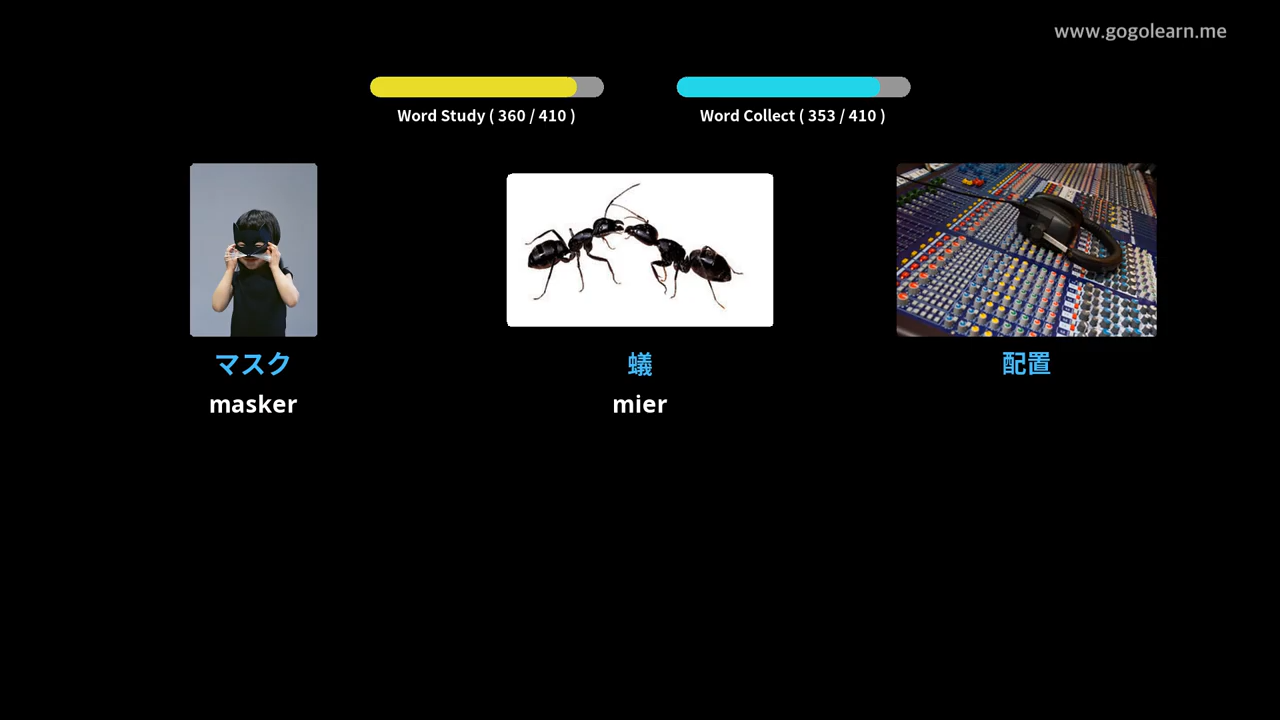 www.gogolearn.me
Word Study ( 360 / 410 )
Word Collect ( 353 / 410 )
マスク
蟻
配置
masker
mier